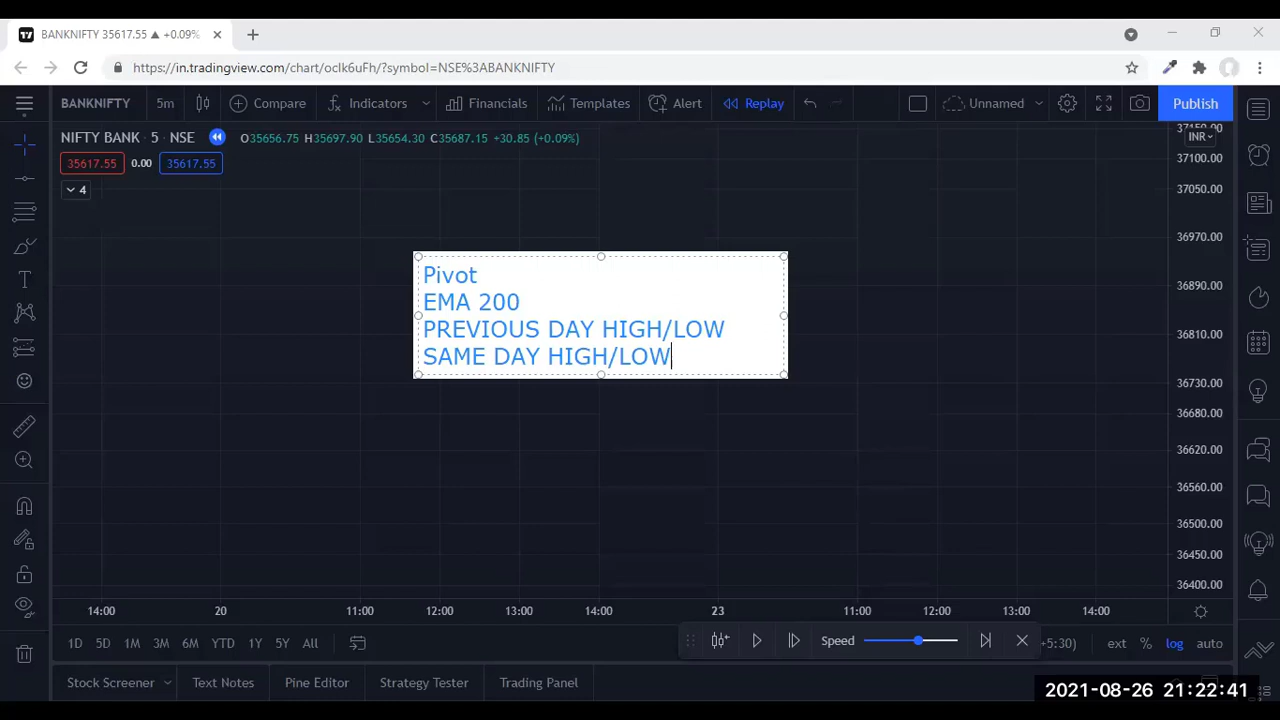 BANKNIFTY 35617.55 ▲ +0.09%
https://in.tradingview.com/chart/oclk6uFh/?symbol=NSE%3ABANKNIFTY
BANKNIFTY 5m Compare Indicators Financials Templates Alert Replay Unnamed Publish
NIFTY BANK · 5 · NSE O35656.75 H35697.90 L35654.30 C35687.15 +30.85 (+0.09%)
INR
35617.55 0.00 35617.55
4
37150.00
37100.00
37050.00
36970.00
36890.00
36810.00
36730.00
36680.00
36620.00
36560.00
36500.00
36450.00
36400.00
Pivot
EMA 200
PREVIOUS DAY HIGH/LOW
SAME DAY HIGH/LOW
14:00 20 11:00 12:00 13:00 14:00 23 11:00 12:00 13:00 14:00
1D 5D 1M 3M 6M YTD 1Y 5Y All Speed +5:30) ext % log auto
Stock Screener Text Notes Pine Editor Strategy Tester Trading Panel
2021-08-26 21:22:41